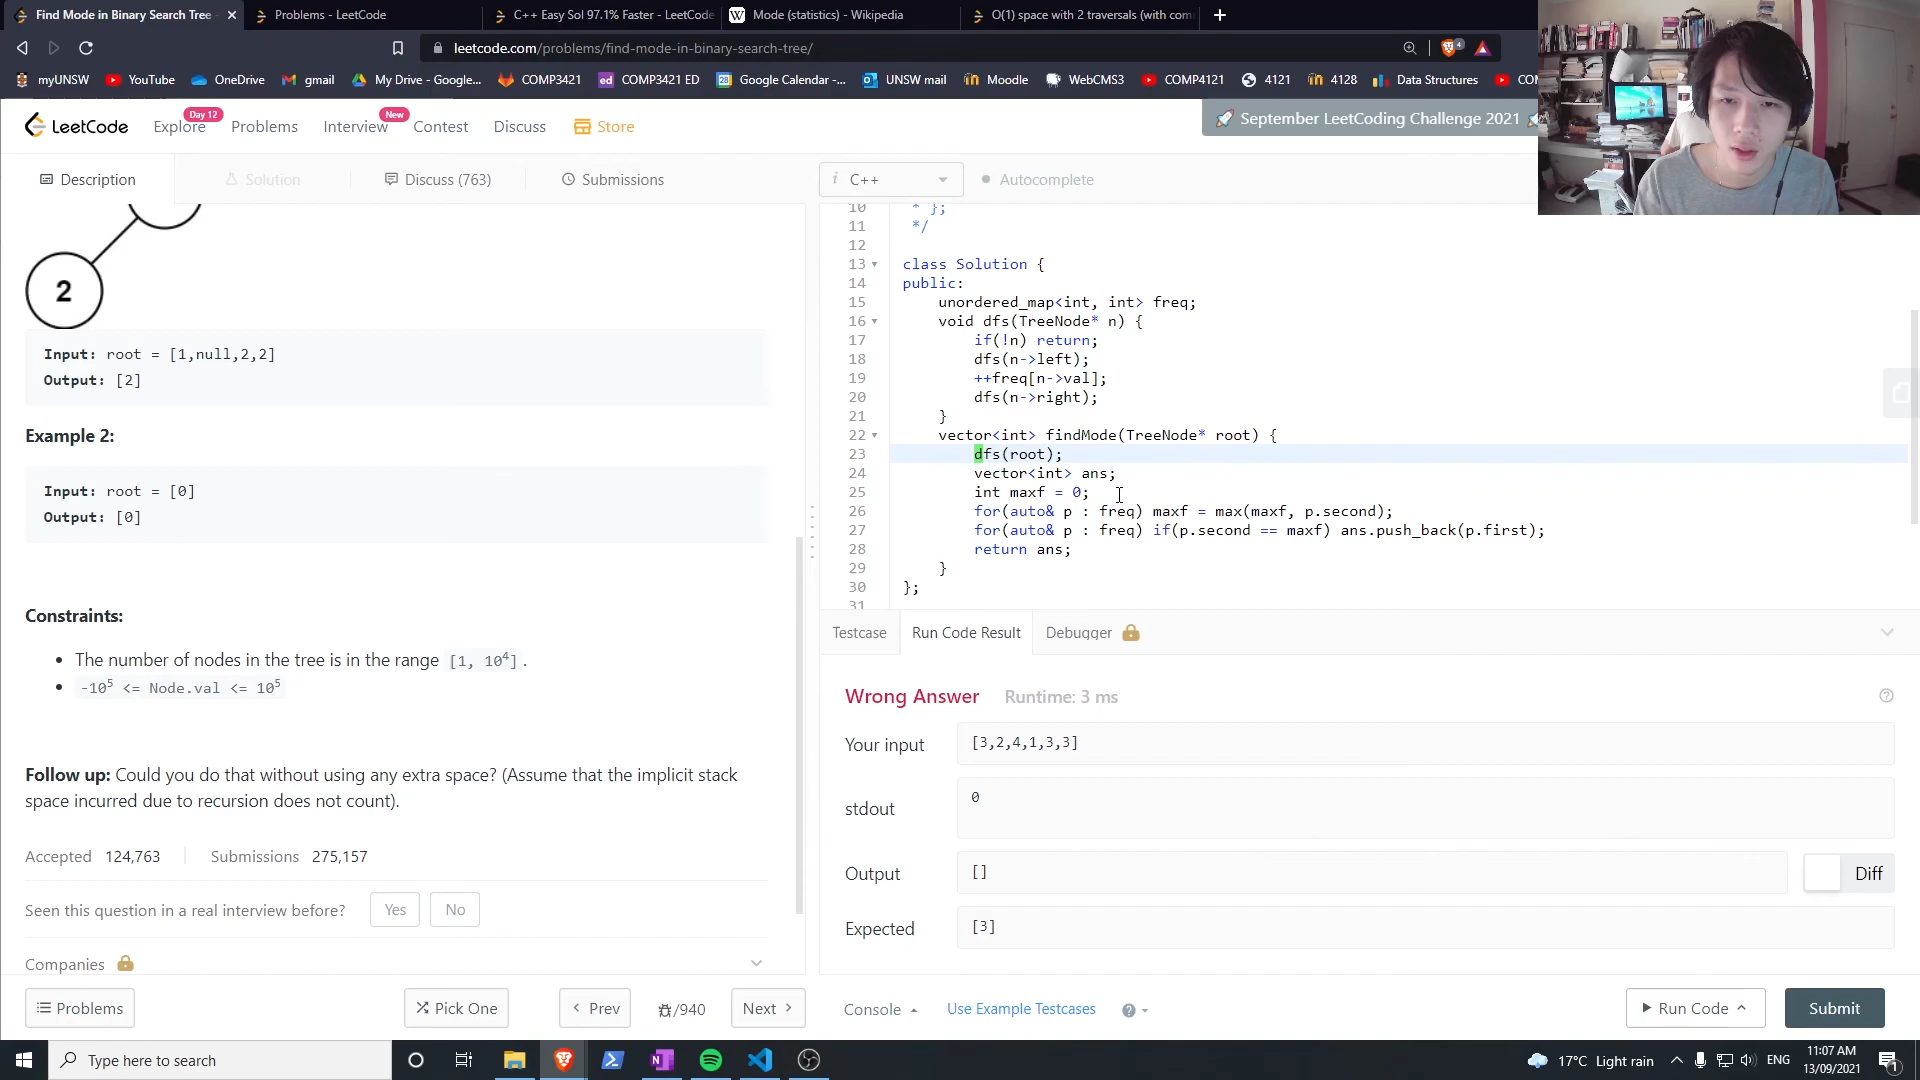 Find Mode in Binary Search Tree -
Problems - LeetCode
C++ Easy Sol 97.1% Faster - LeetCode
Mode (statistics) - Wikipedia
O(1) space with 2 traversals (with com
leetcode.com/problems/find-mode-in-binary-search-tree/
myUNSW YouTube OneDrive gmail My Drive - Google... COMP3421 COMP3421 ED Google Calendar -... UNSW mail Moodle WebCMS3 COMP4121 4121 4128 Data Structures
LeetCode Explore Day 12 Problems Interview New Contest Discuss Store
September LeetCoding Challenge 2021
Description Solution Discuss (763) Submissions
2
Input: root = [1,null,2,2]
Output: [2]
Example 2:
Input: root = [0]
Output: [0]
Constraints:
The number of nodes in the tree is in the range [1, 10⁴].
-10⁵ <= Node.val <= 10⁵
Follow up: Could you do that without using any extra space? (Assume that the implicit stack
space incurred due to recursion does not count).
Accepted 124,763 Submissions 275,157
Seen this question in a real interview before? Yes No
Companies
Problems Pick One Prev /940 Next
i C++ Autocomplete
10 * };
11 */
12
13 class Solution {
14 public:
15 unordered_map<int, int> freq;
16 void dfs(TreeNode* n) {
17 if(!n) return;
18 dfs(n->left);
19 ++freq[n->val];
20 dfs(n->right);
21 }
22 vector<int> findMode(TreeNode* root) {
23 dfs(root);
24 vector<int> ans;
25 int maxf = 0;
26 for(auto& p : freq) maxf = max(maxf, p.second);
27 for(auto& p : freq) if(p.second == maxf) ans.push_back(p.first);
28 return ans;
29 }
30 };
31
Testcase Run Code Result Debugger
Wrong Answer Runtime: 3 ms
Your input [3,2,4,1,3,3]
stdout 0
Output [] Diff
Expected [3]
Console Use Example Testcases Run Code Submit
Type here to search
17°C Light rain ENG 11:07 AM
13/09/2021